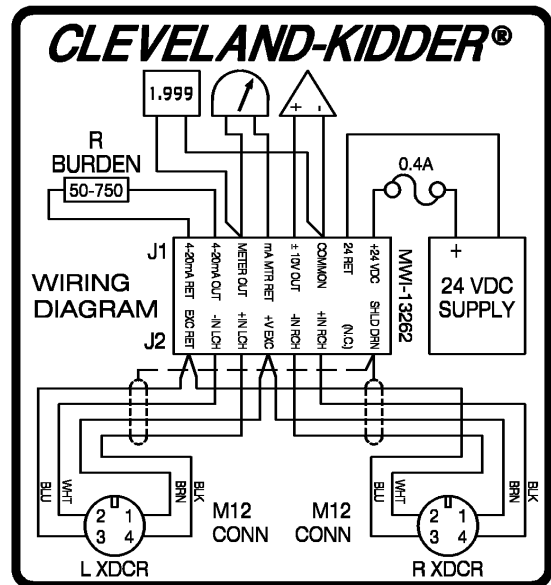 CLEVELAND-KIDDER®
1.999
+ -
R
BURDEN
50-750
0.4A
J1
4-20mA RET
4-20mA OUT
METER OUT
mA MTR RET
± 10V OUT
COMMON
24 RET
+24 VDC
MWI-13262
+
24 VDC
SUPPLY
WIRING
DIAGRAM
J2
EXC RET
-IN LCH
+IN LCH
+V EXC
-IN RCH
+IN RCH
(N.C.)
SHLD DRN
BLU
WHT
BRN
BLK
2 1
3 4
M12
CONN
L XDCR
M12
CONN
BLU
WHT
BRN
BLK
2 1
3 4
R XDCR